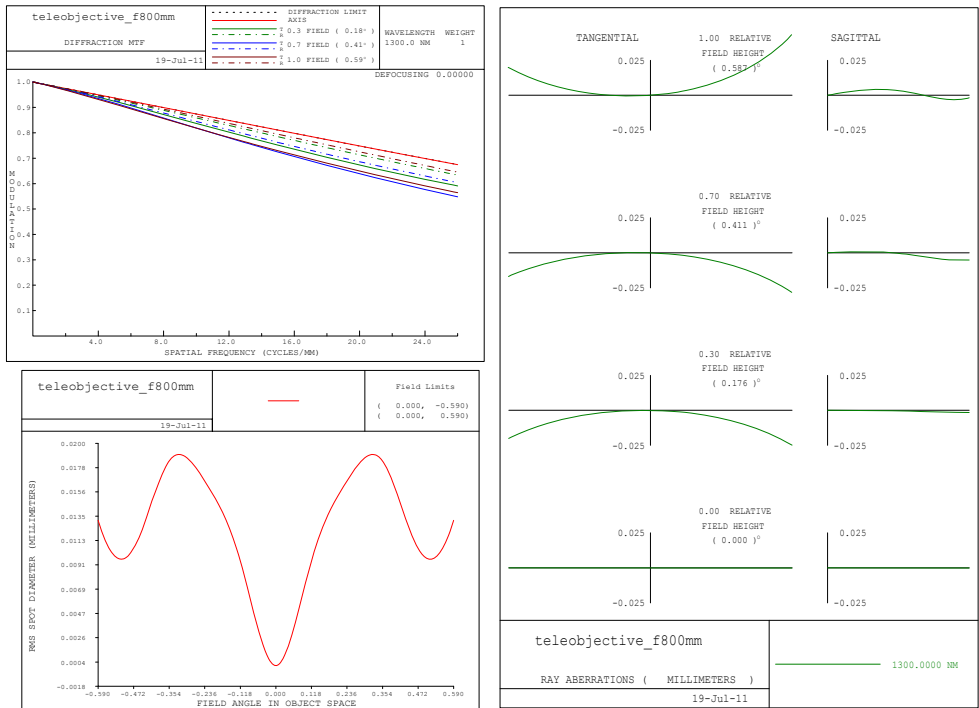 teleobjective_f800mm
DIFFRACTION MTF
19-Jul-11
DIFFRACTION LIMIT
AXIS
T
R
0.3 FIELD ( 0.18° )
T
R
0.7 FIELD ( 0.41° )
T
R
1.0 FIELD ( 0.59° )
WAVELENGTH WEIGHT
1300.0 NM 1
DEFOCUSING 0.00000
1.0
0.9
0.8
0.7
0.6
0.5
0.4
0.3
0.2
0.1
MODULATION
4.0 8.0 12.0 16.0 20.0 24.0
SPATIAL FREQUENCY (CYCLES/MM)
teleobjective_f800mm
19-Jul-11
Field Limits
( 0.000, -0.590)
( 0.000, 0.590)
0.0200
0.0178
0.0156
0.0135
0.0113
0.0091
0.0069
0.0047
0.0026
0.0004
-0.0018
RMS SPOT DIAMETER (MILLIMETERS)
-0.590 -0.472 -0.354 -0.236 -0.118 0.000 0.118 0.236 0.354 0.472 0.590
FIELD ANGLE IN OBJECT SPACE
TANGENTIAL 1.00 RELATIVE SAGITTAL
FIELD HEIGHT
( 0.587 )°
0.025 0.025
-0.025 -0.025
0.70 RELATIVE
FIELD HEIGHT
( 0.411 )°
0.025 0.025
-0.025 -0.025
0.30 RELATIVE
FIELD HEIGHT
( 0.176 )°
0.025 0.025
-0.025 -0.025
0.00 RELATIVE
FIELD HEIGHT
( 0.000 )°
0.025 0.025
-0.025 -0.025
teleobjective_f800mm
RAY ABERRATIONS ( MILLIMETERS )
19-Jul-11
1300.0000 NM